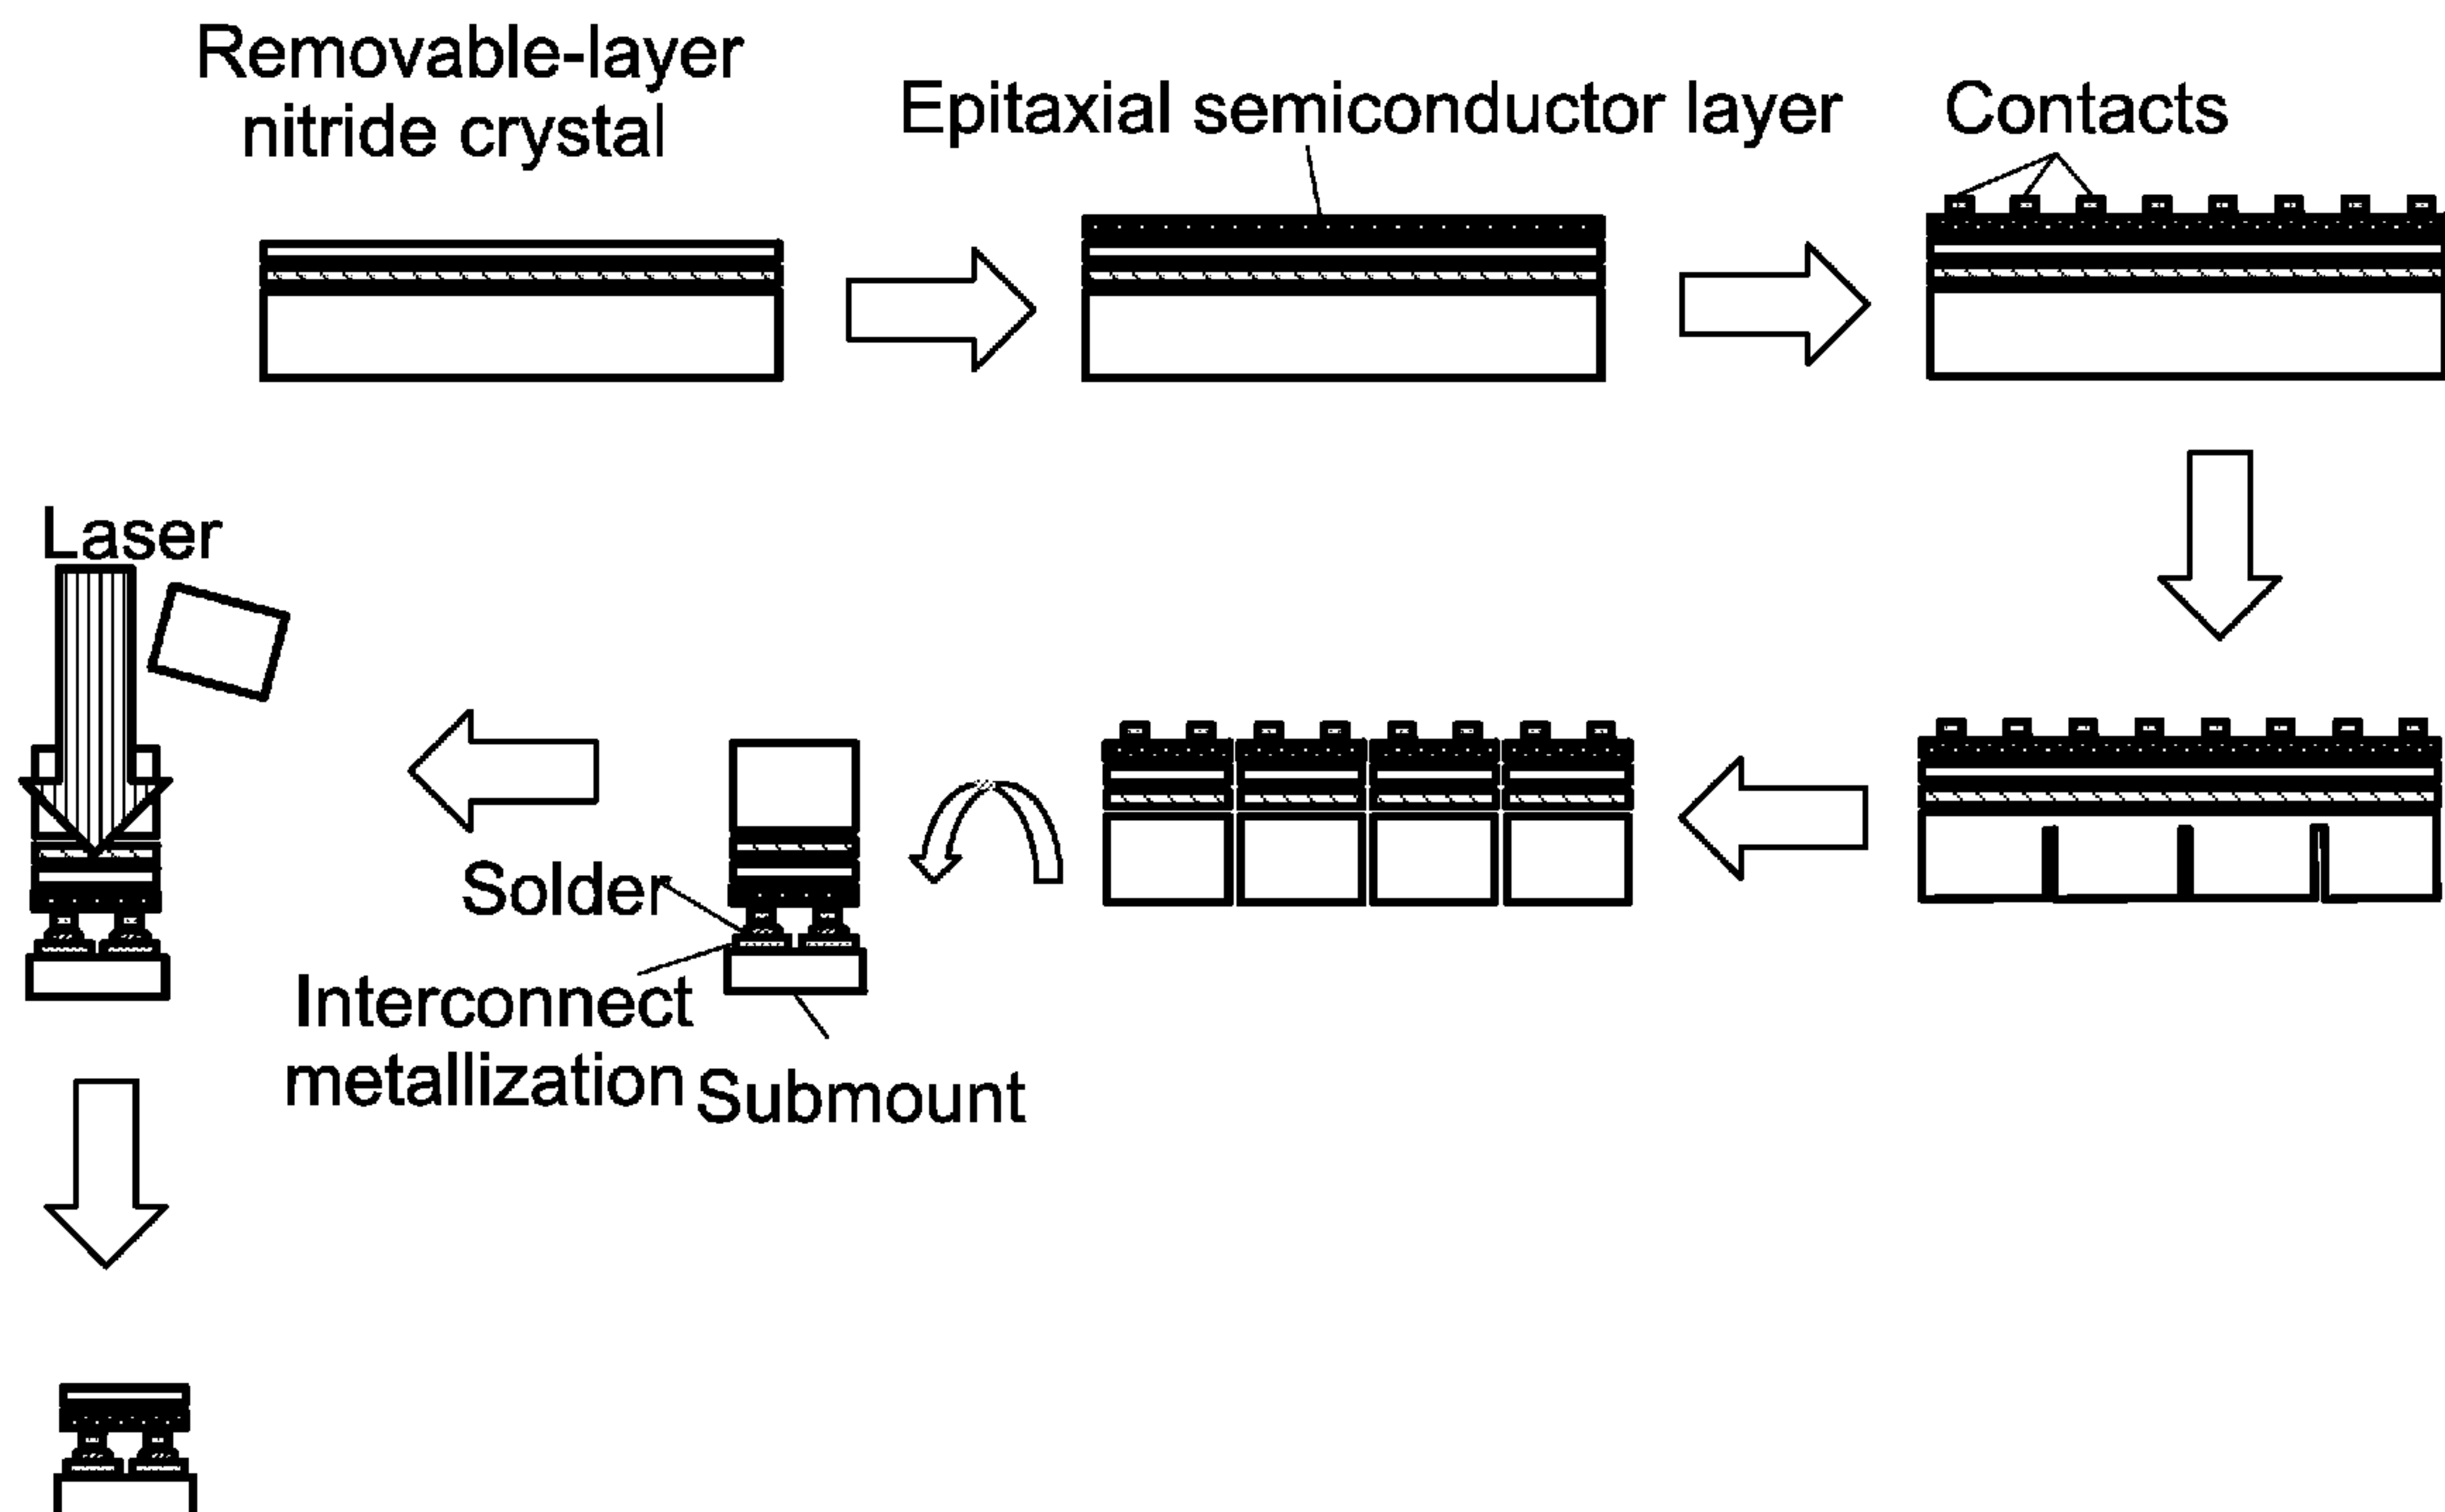 Removable-layer
nitride crystal
Epitaxial semiconductor layer
Contacts
Laser
Solder
Interconnect
metallization
Submount